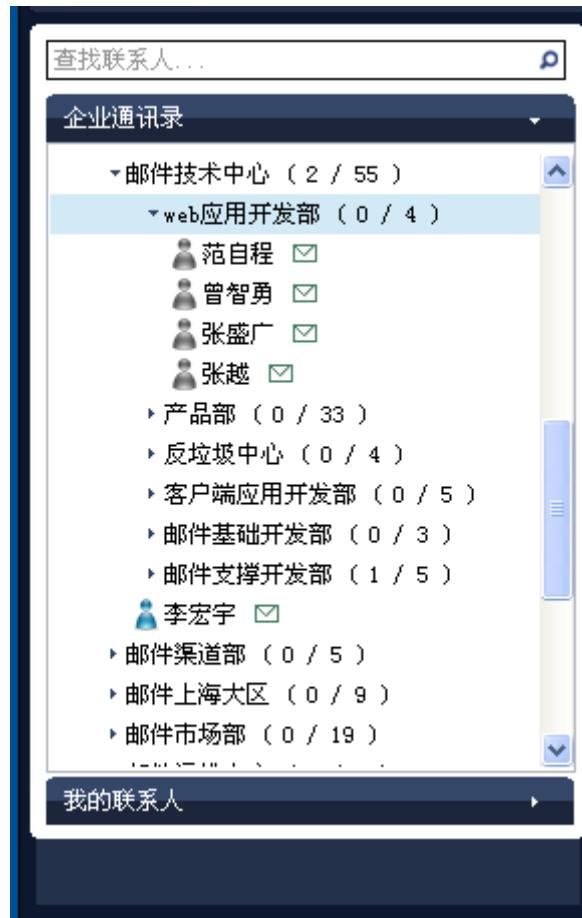 查找联系人...
企业通讯录
邮件技术中心 ( 2 / 55 )
web应用开发部 ( 0 / 4 )
范自程
曾智勇
张盛广
张越
产品部 ( 0 / 33 )
反垃圾中心 ( 0 / 4 )
客户端应用开发部 ( 0 / 5 )
邮件基础开发部 ( 0 / 3 )
邮件支撑开发部 ( 1 / 5 )
李宏宇
邮件渠道部 ( 0 / 5 )
邮件上海大区 ( 0 / 9 )
邮件市场部 ( 0 / 19 )
我的联系人